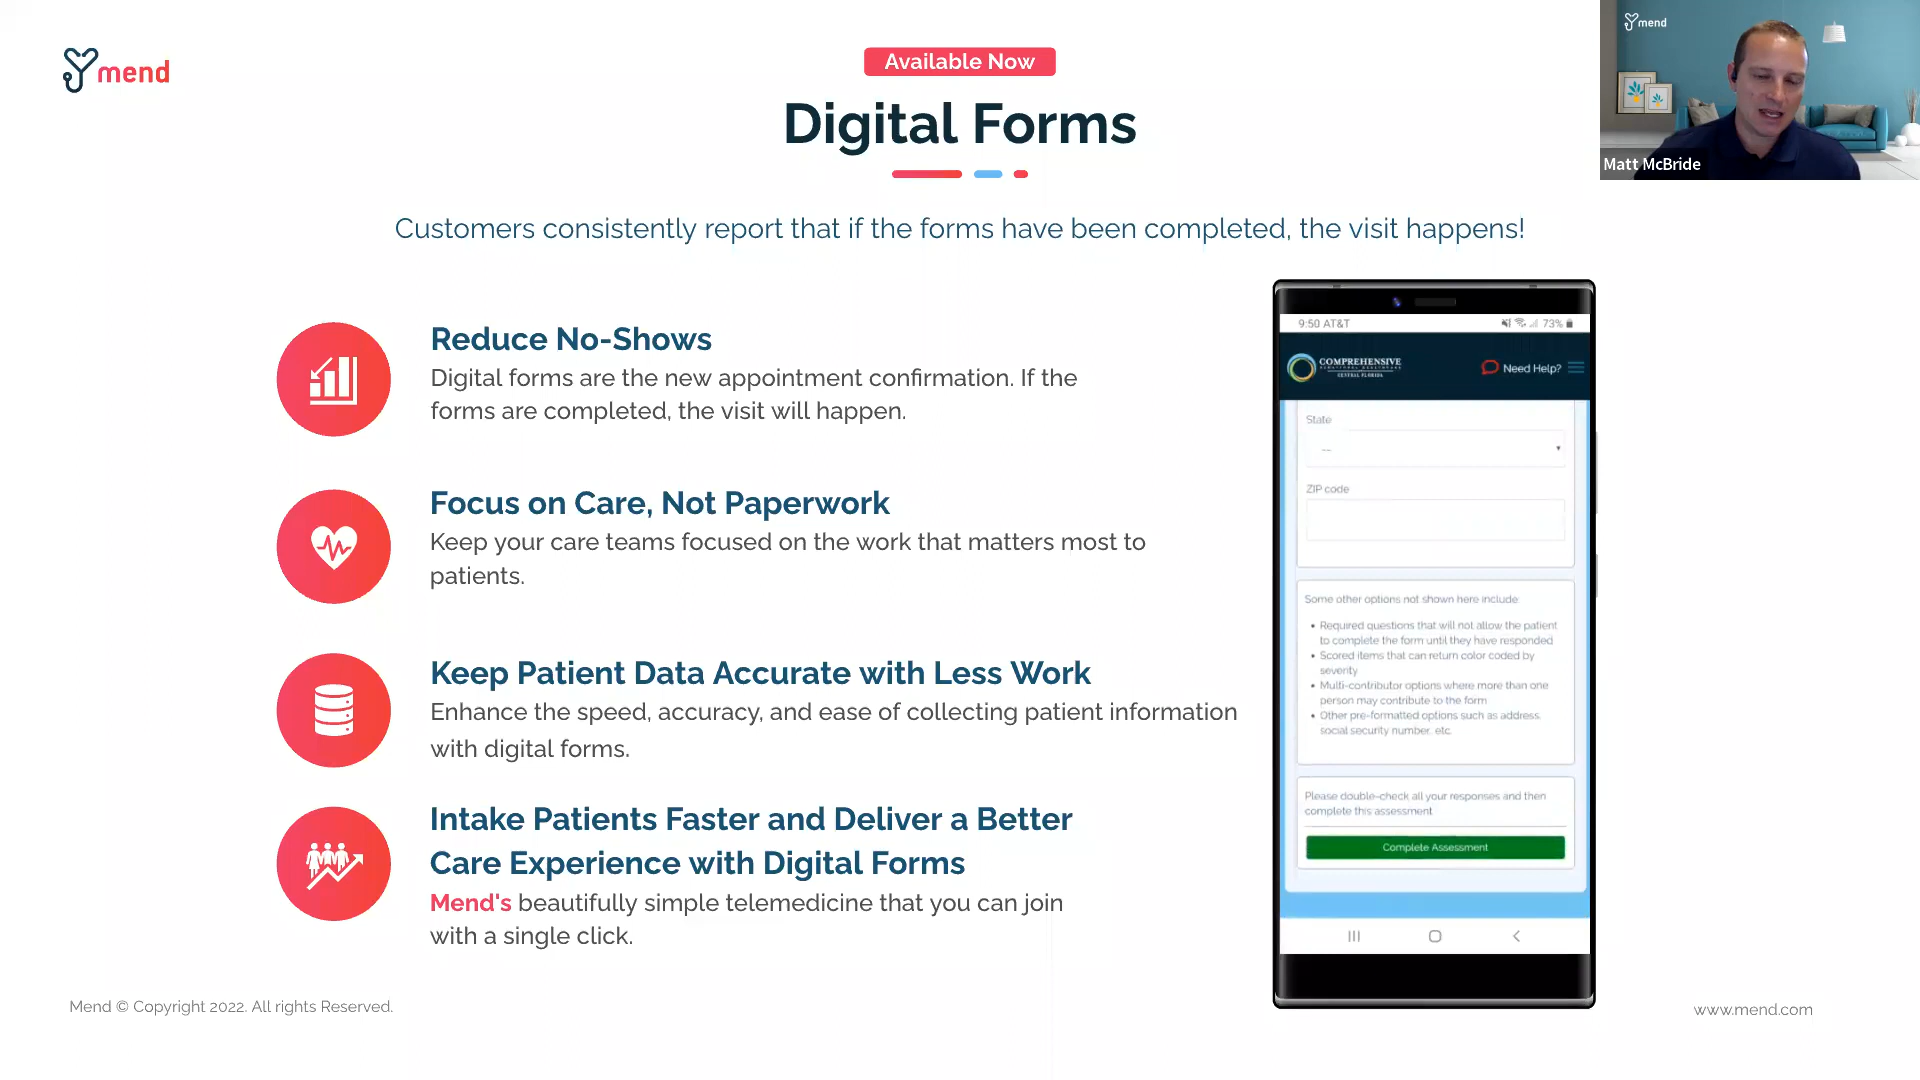 mend
Available Now
mend
Digital Forms
Matt McBride
Customers consistently report that if the forms have been completed, the visit happens!
Reduce No-Shows
Digital forms are the new appointment confirmation. If the
forms are completed, the visit will happen.
Focus on Care, Not Paperwork
Keep your care teams focused on the work that matters most to
patients.
Keep Patient Data Accurate with Less Work
Enhance the speed, accuracy, and ease of collecting patient information
with digital forms.
Intake Patients Faster and Deliver a Better
Care Experience with Digital Forms
Mend's beautifully simple telemedicine that you can join
with a single click.
9:50 AT&T 73%
COMPREHENSIVE
CENTRAL FLORIDA
Need Help?
State
--
ZIP code
Some other options not shown here include:
• Required questions that will not allow the patient
to complete the form until they have responded
• Scored items that can return color coded by
severity
• Multi-contributor options where more than one
person may contribute to the form
• Other pre-formatted options such as address,
social security number, etc.
Please double-check all your responses and then
complete this assessment
Complete Assessment
Mend © Copyright 2022. All rights Reserved.
www.mend.com